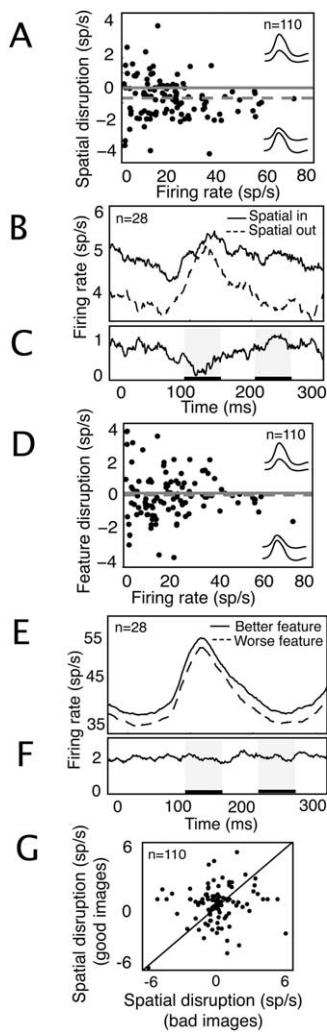 A
Spatial disruption (sp/s)
4
2
0
-2
-4
n=110
0 20 40 60 80
Firing rate (sp/s)
B
Firing rate (sp/s)
6
5
4
n=28
Spatial in
Spatial out
C
1
0
0 100 200 300
Time (ms)
D
Feature disruption (sp/s)
4
2
0
-2
-4
n=110
0 20 40 60 80
Firing rate (sp/s)
E
Firing rate (sp/s)
55
45
35
n=28
Better feature
Worse feature
F
2
0
0 100 200 300
Time (ms)
G
Spatial disruption (sp/s)
(good images)
6
0
-6
n=110
-6 0 6
Spatial disruption (sp/s)
(bad images)